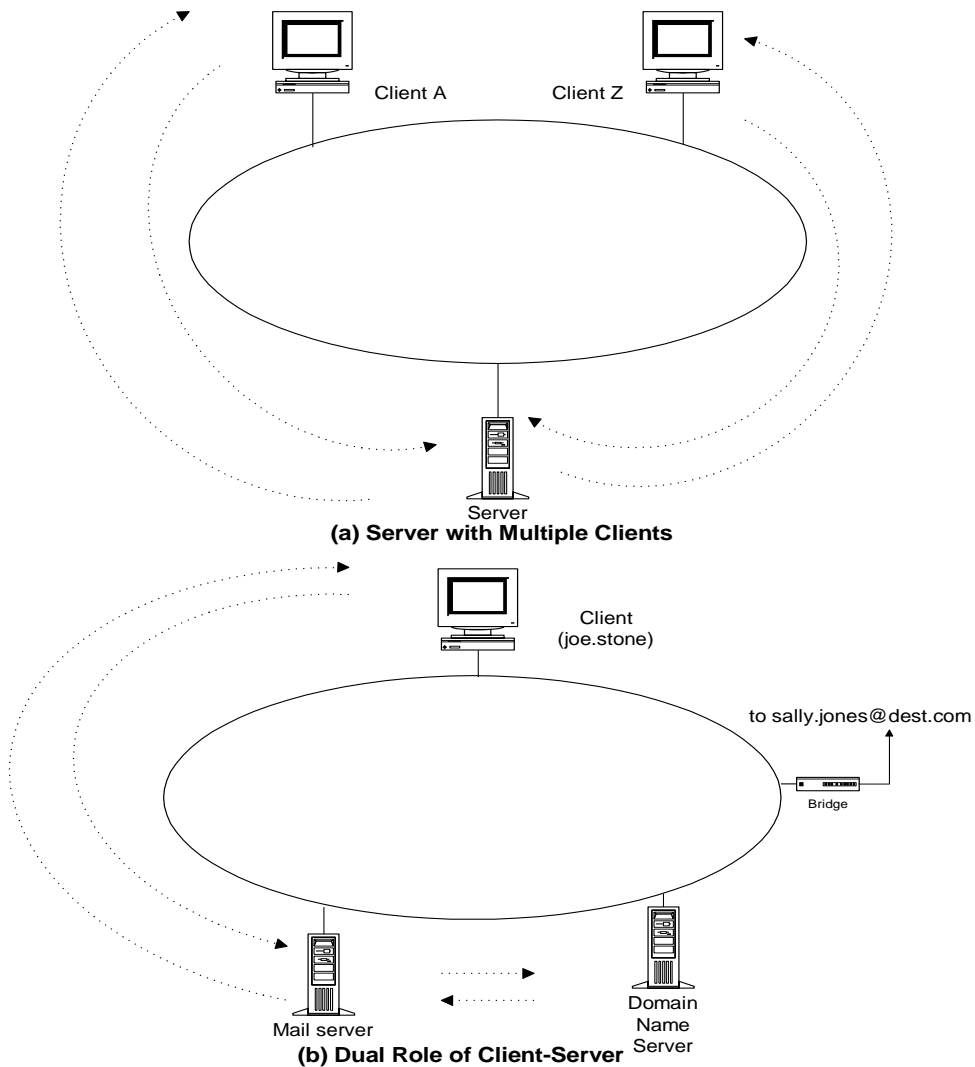 Client A
Client Z
Server
(a) Server with Multiple Clients
Client
(joe.stone)
to sally.jones@dest.com
Bridge
Mail server
Domain
Name
Server
(b) Dual Role of Client-Server